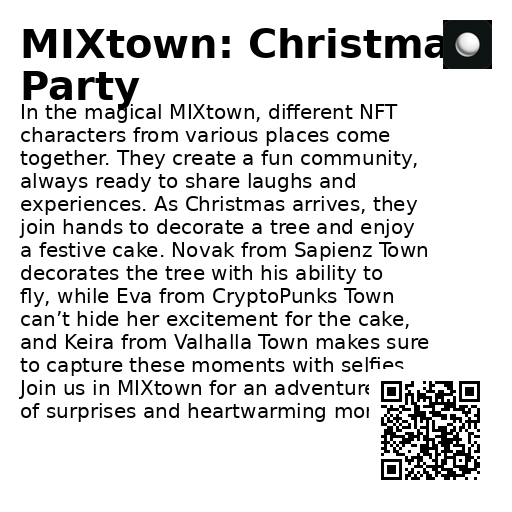 MIXtown: Christma
Party
In the magical MIXtown, different NFT
characters from various places come
together. They create a fun community,
always ready to share laughs and
experiences. As Christmas arrives, they
join hands to decorate a tree and enjoy
a festive cake. Novak from Sapienz Town
decorates the tree with his ability to
fly, while Eva from CryptoPunks Town
can’t hide her excitement for the cake,
and Keira from Valhalla Town makes sure
to capture these moments with selfies
Join us in MIXtown for an adventure
of surprises and heartwarming mo